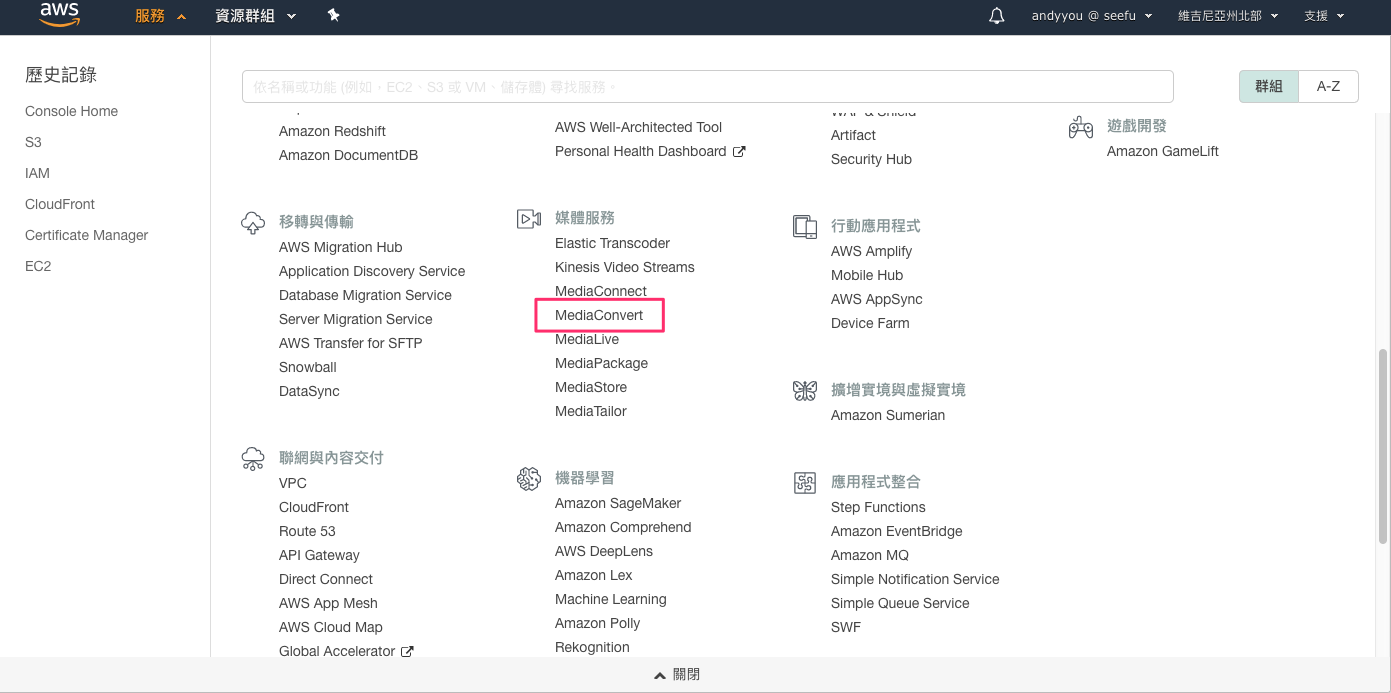 aws
服務
資源群組
andyyou @ seefu
維吉尼亞州北部
支援
歷史記錄
Console Home
S3
IAM
CloudFront
Certificate Manager
EC2
依名稱或功能 (例如,EC2、S3 或 VM、儲存體) 尋找服務。
群組
A-Z
Amazon Redshift
Amazon DocumentDB
移轉與傳輸
AWS Migration Hub
Application Discovery Service
Database Migration Service
Server Migration Service
AWS Transfer for SFTP
Snowball
DataSync
聯網與內容交付
VPC
CloudFront
Route 53
API Gateway
Direct Connect
AWS App Mesh
AWS Cloud Map
Global Accelerator
AWS Well-Architected Tool
Personal Health Dashboard
媒體服務
Elastic Transcoder
Kinesis Video Streams
MediaConnect
MediaConvert
MediaLive
MediaPackage
MediaStore
MediaTailor
機器學習
Amazon SageMaker
Amazon Comprehend
AWS DeepLens
Amazon Lex
Machine Learning
Amazon Polly
Rekognition
WAF & Shield
Artifact
Security Hub
行動應用程式
AWS Amplify
Mobile Hub
AWS AppSync
Device Farm
擴增實境與虛擬實境
Amazon Sumerian
應用程式整合
Step Functions
Amazon EventBridge
Amazon MQ
Simple Notification Service
Simple Queue Service
SWF
遊戲開發
Amazon GameLift
關閉